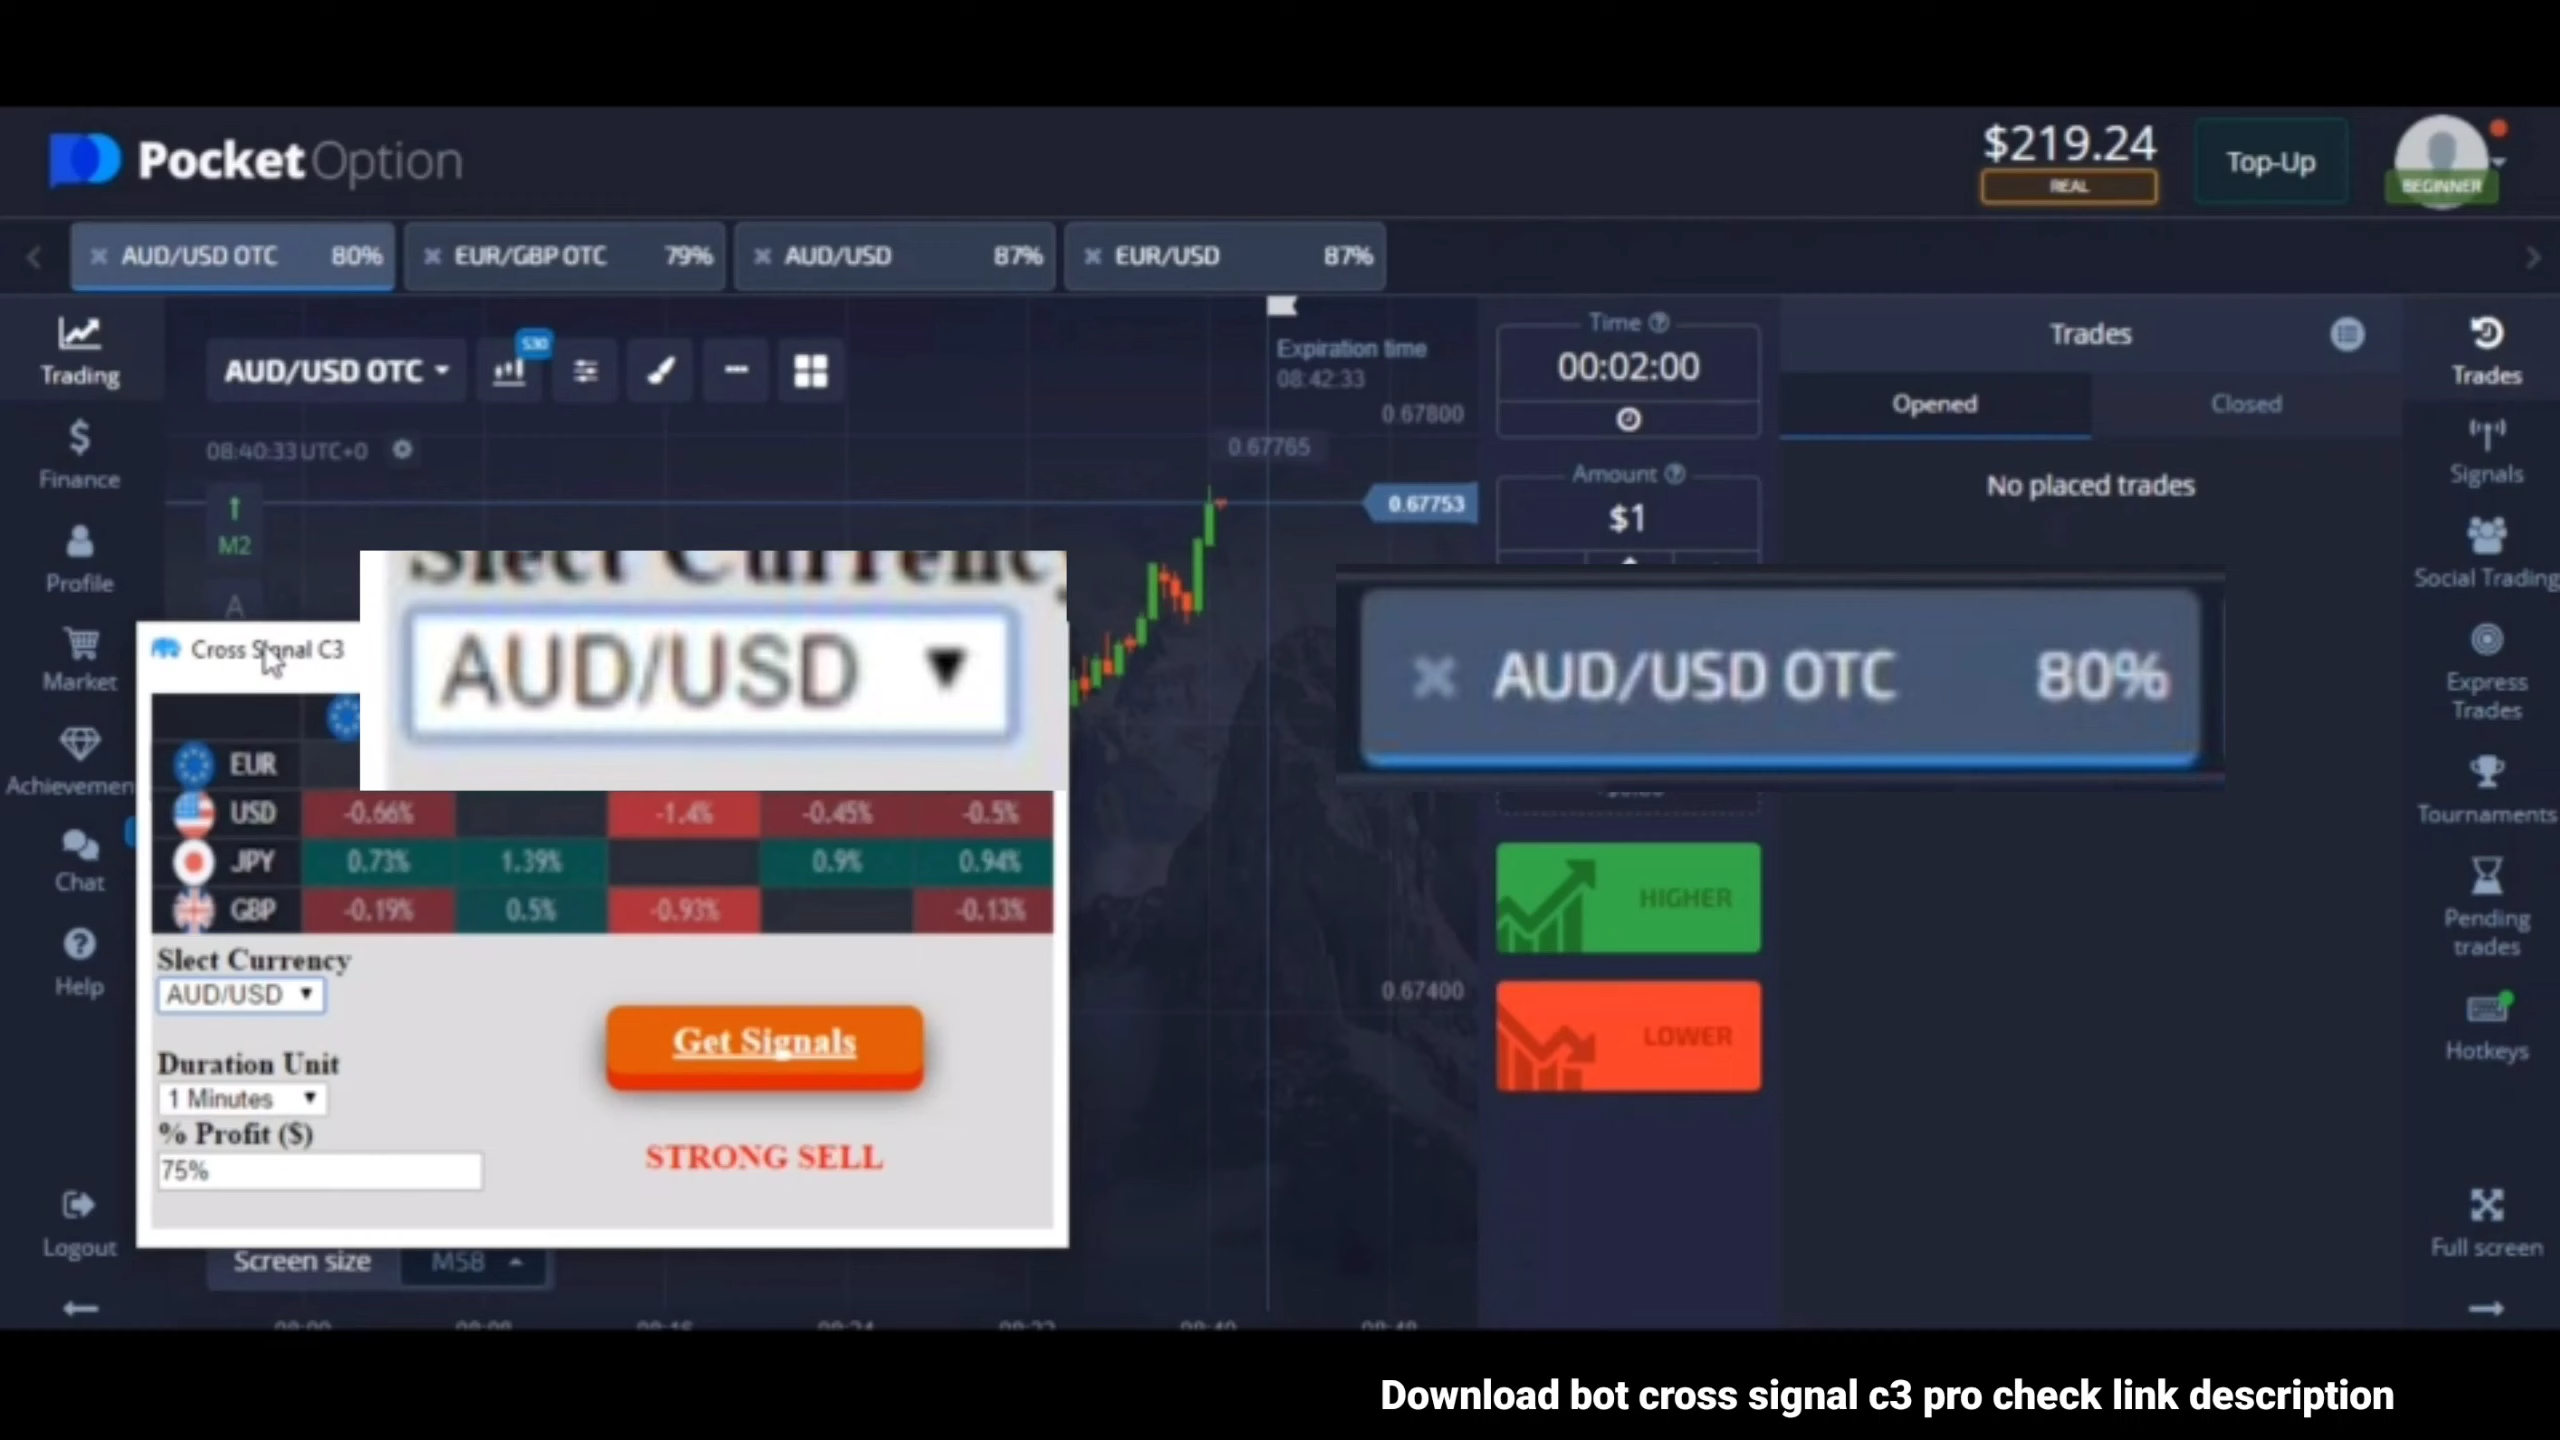 PocketOption
$219.24
REAL
Top-Up
BEGINNER
AUD/USD OTC 80%
EUR/GBP OTC 79%
AUD/USD 87%
EUR/USD 87%
Trading
Finance
Profile
Market
Achievemen
Chat
Help
Logout
AUD/USD OTC
S30
08:40:33 UTC+0
M2
A
Expiration time
08:42:33
0.67800
0.67765
0.67753
0.67400
Time
00:02:00
Amount
$1
HIGHER
LOWER
Trades
Opened
Closed
No placed trades
Trades
Signals
Social Trading
Express
Trades
Tournaments
Pending
trades
Hotkeys
Full screen
Slect Currency
AUD/USD
AUD/USD OTC 80%
Cross Signal C3
EUR
USD -0.66% -1.4% -0.45% -0.5%
JPY 0.73% 1.39% 0.9% 0.94%
GBP -0.19% 0.5% -0.93% -0.13%
Slect Currency
AUD/USD
Duration Unit
1 Minutes
% Profit ($)
75%
Get Signals
STRONG SELL
Screen size M58
Download bot cross signal c3 pro check link description